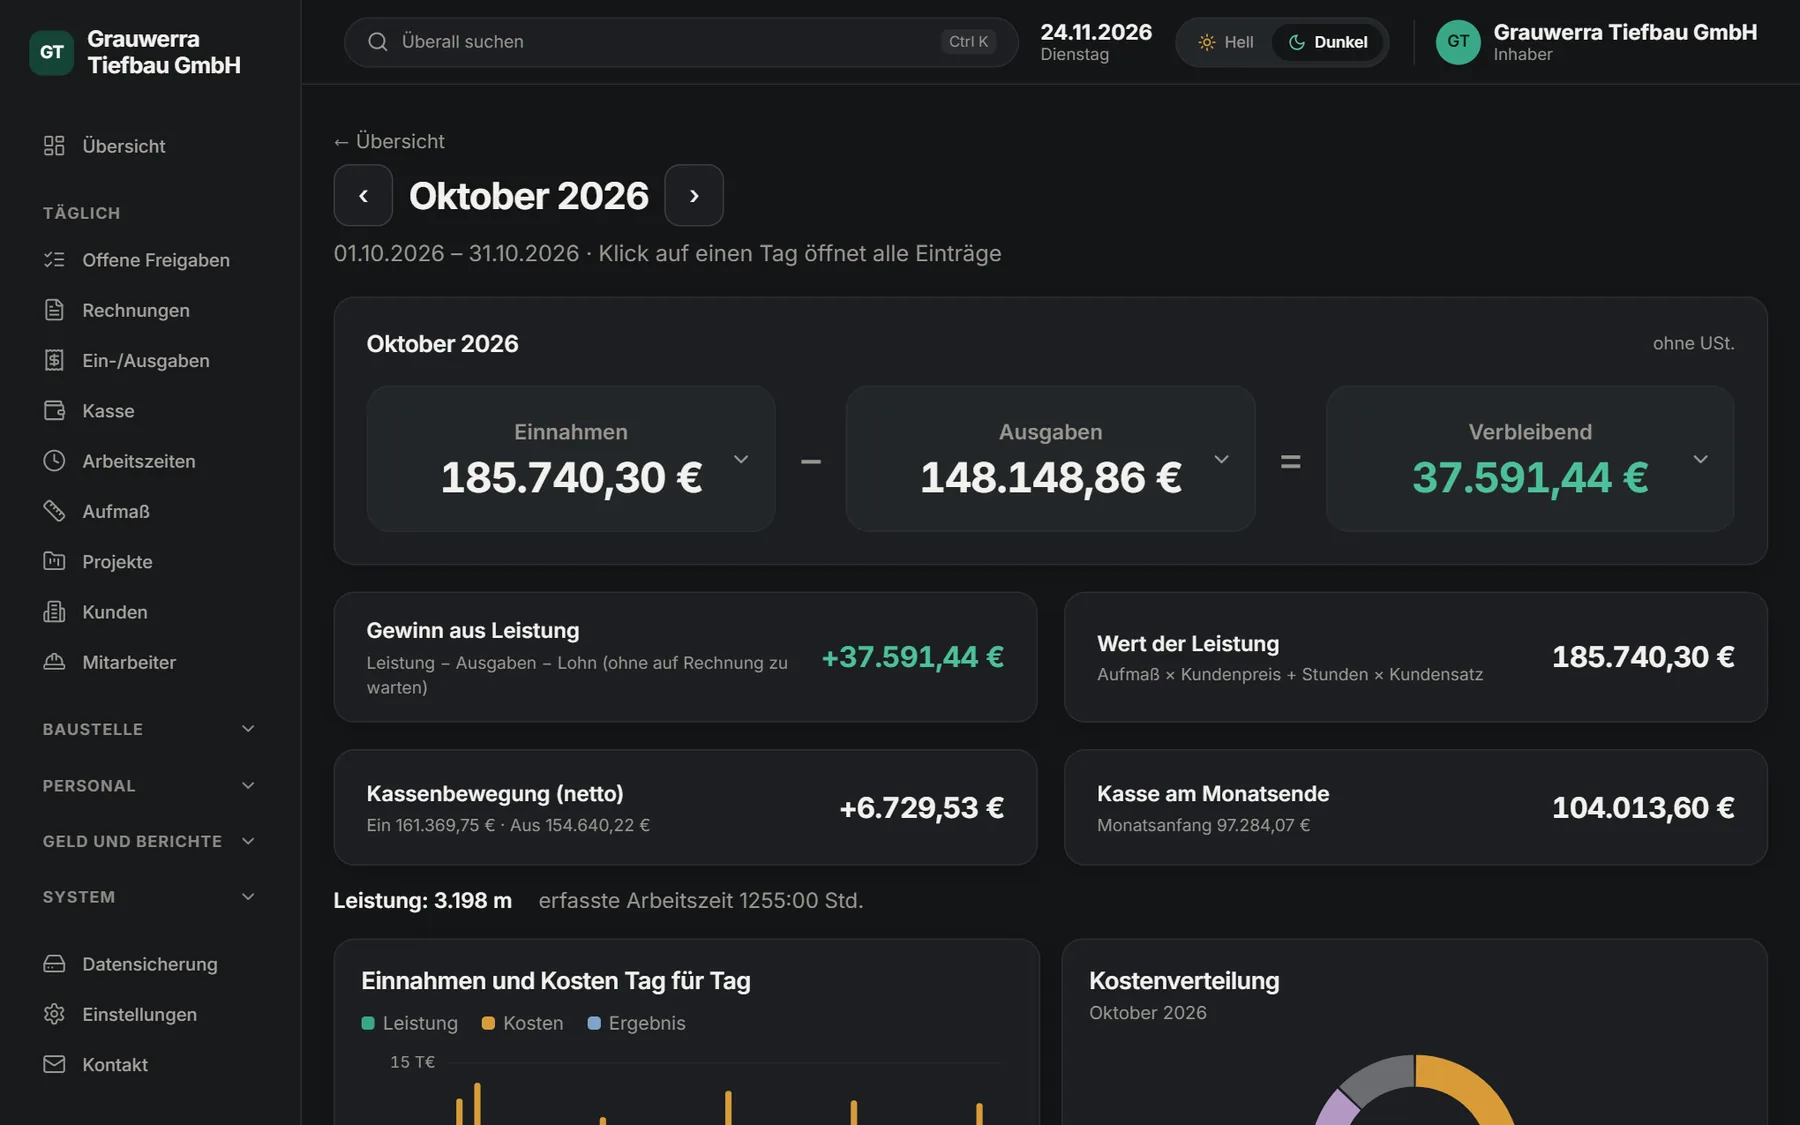 GT
Grauwerra
Tiefbau GmbH
Übersicht
TÄGLICH
Offene Freigaben
Rechnungen
Ein-/Ausgaben
Kasse
Arbeitszeiten
Aufmaß
Projekte
Kunden
Mitarbeiter
BAUSTELLE
PERSONAL
GELD UND BERICHTE
SYSTEM
Datensicherung
Einstellungen
Kontakt
Überall suchen
Ctrl K
24.11.2026
Dienstag
Hell
Dunkel
GT
Grauwerra Tiefbau GmbH
Inhaber
← Übersicht
‹ Oktober 2026 ›
01.10.2026 – 31.10.2026 · Klick auf einen Tag öffnet alle Einträge
Oktober 2026
ohne USt.
Einnahmen
185.740,30 €
–
Ausgaben
148.148,86 €
=
Verbleibend
37.591,44 €
Gewinn aus Leistung
Leistung – Ausgaben – Lohn (ohne auf Rechnung zu
warten)
+37.591,44 €
Wert der Leistung
Aufmaß × Kundenpreis + Stunden × Kundensatz
185.740,30 €
Kassenbewegung (netto)
Ein 161.369,75 € · Aus 154.640,22 €
+6.729,53 €
Kasse am Monatsende
Monatsanfang 97.284,07 €
104.013,60 €
Leistung: 3.198 m erfasste Arbeitszeit 1255:00 Std.
Einnahmen und Kosten Tag für Tag
Leistung Kosten Ergebnis
15 T€
Kostenverteilung
Oktober 2026